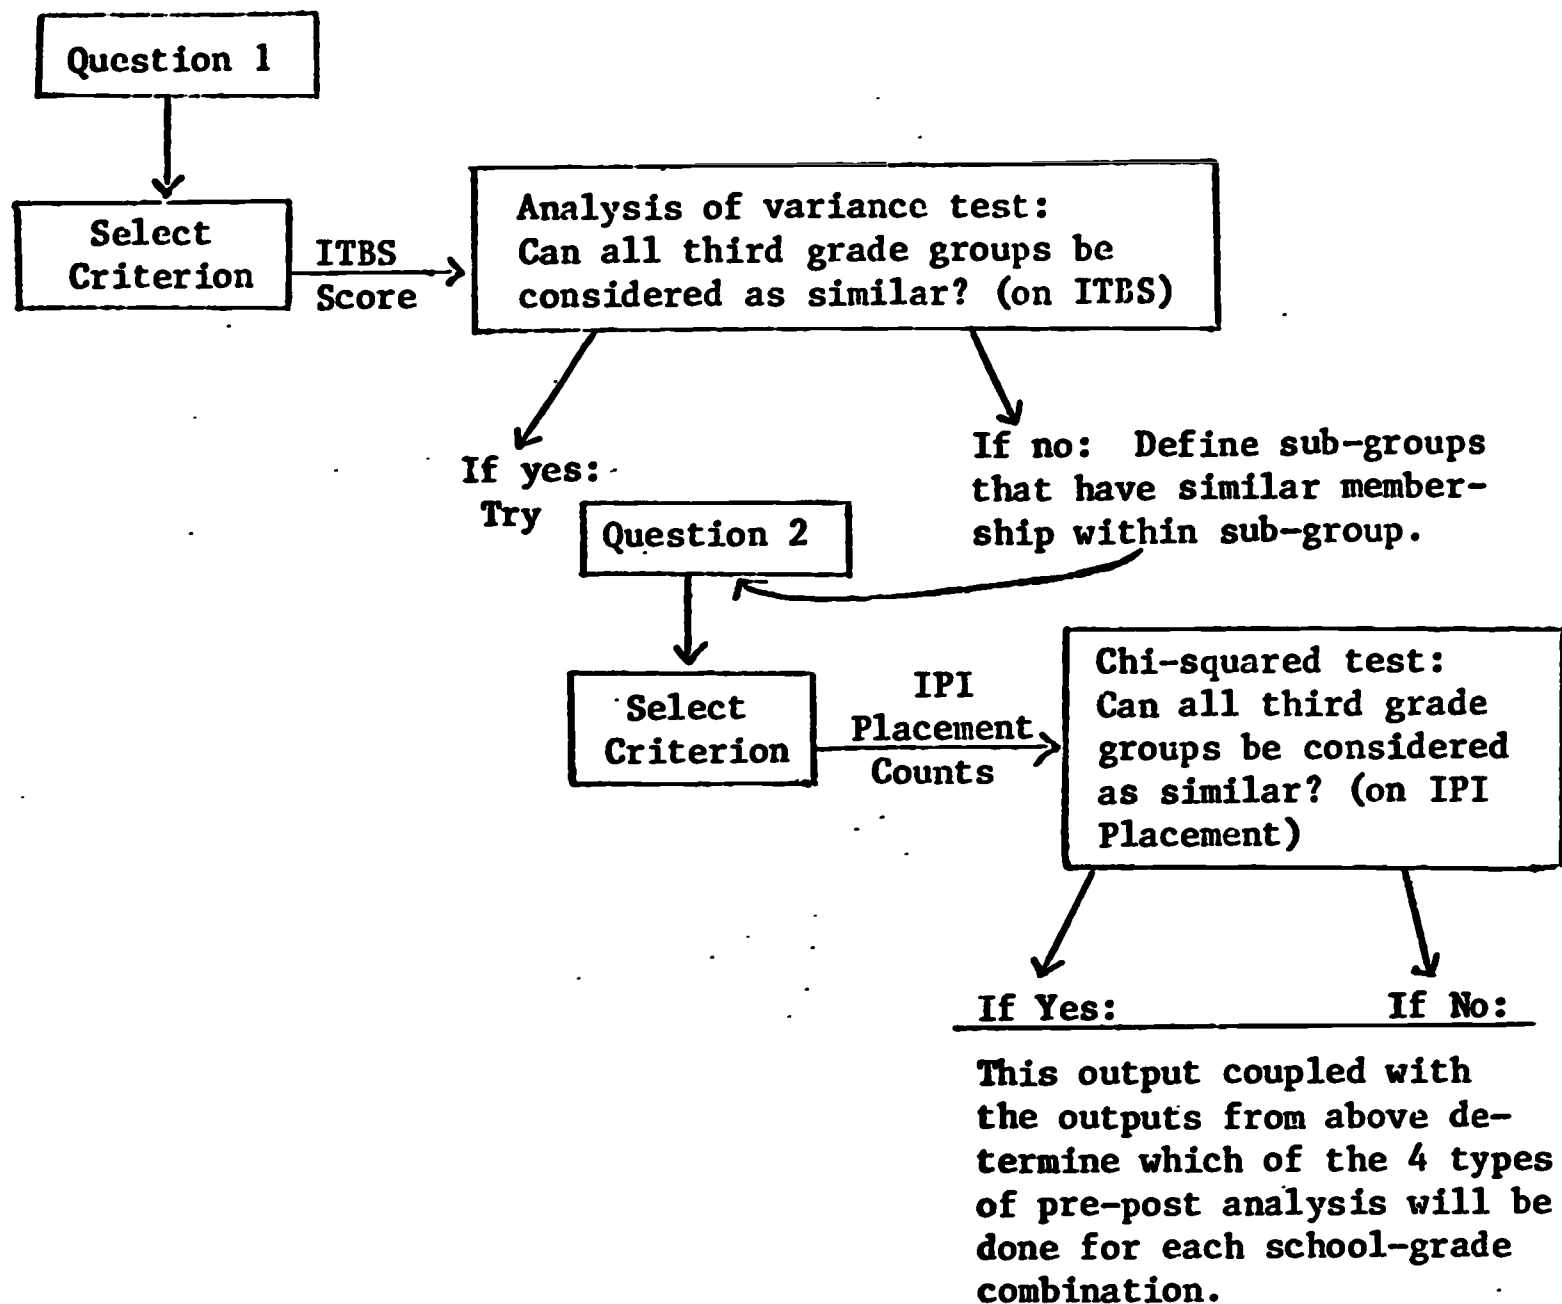 Question 1
Select
Criterion
ITBS
Score
Analysis of variance test:
Can all third grade groups be
considered as similar? (on ITBS)
If yes:
Try
If no: Define sub-groups
that have similar member-
ship within sub-group.
Question 2
Select
Criterion
IPI
Placement
Counts
Chi-squared test:
Can all third grade
groups be considered
as similar? (on IPI
Placement)
If Yes: If No:
This output coupled with
the outputs from above de-
termine which of the 4 types
of pre-post analysis will be
done for each school-grade
combination.